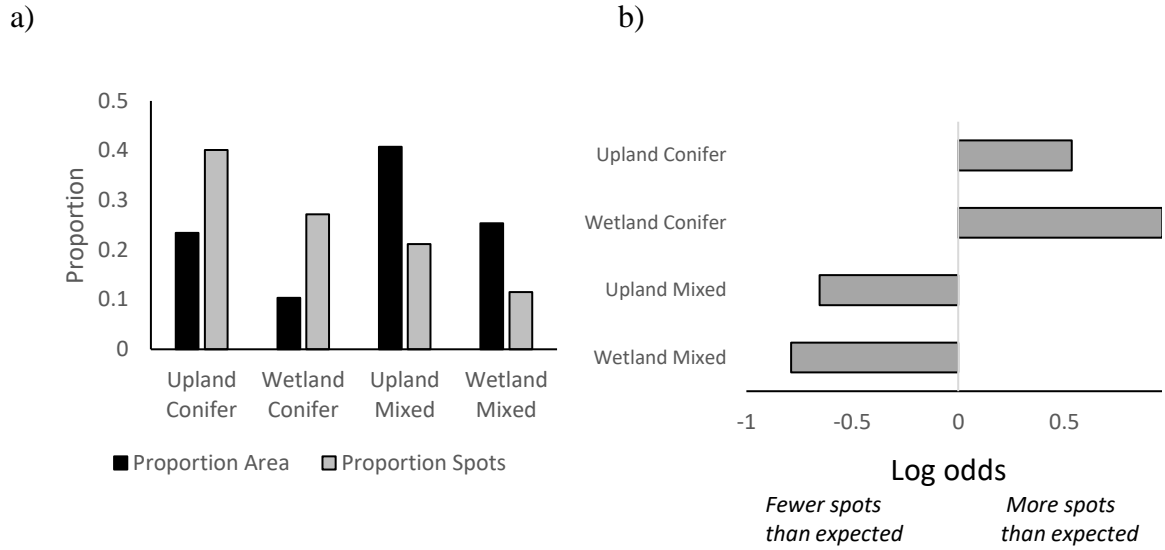 a)
0.5
0.4
0.3
0.2
0.1
0
Proportion
Upland Conifer
Wetland Conifer
Upland Mixed
Wetland Mixed
Proportion Area
Proportion Spots
b)
Upland Conifer
Wetland Conifer
Upland Mixed
Wetland Mixed
-1
-0.5
0
0.5
Log odds
Fewer spots
than expected
More spots
than expected